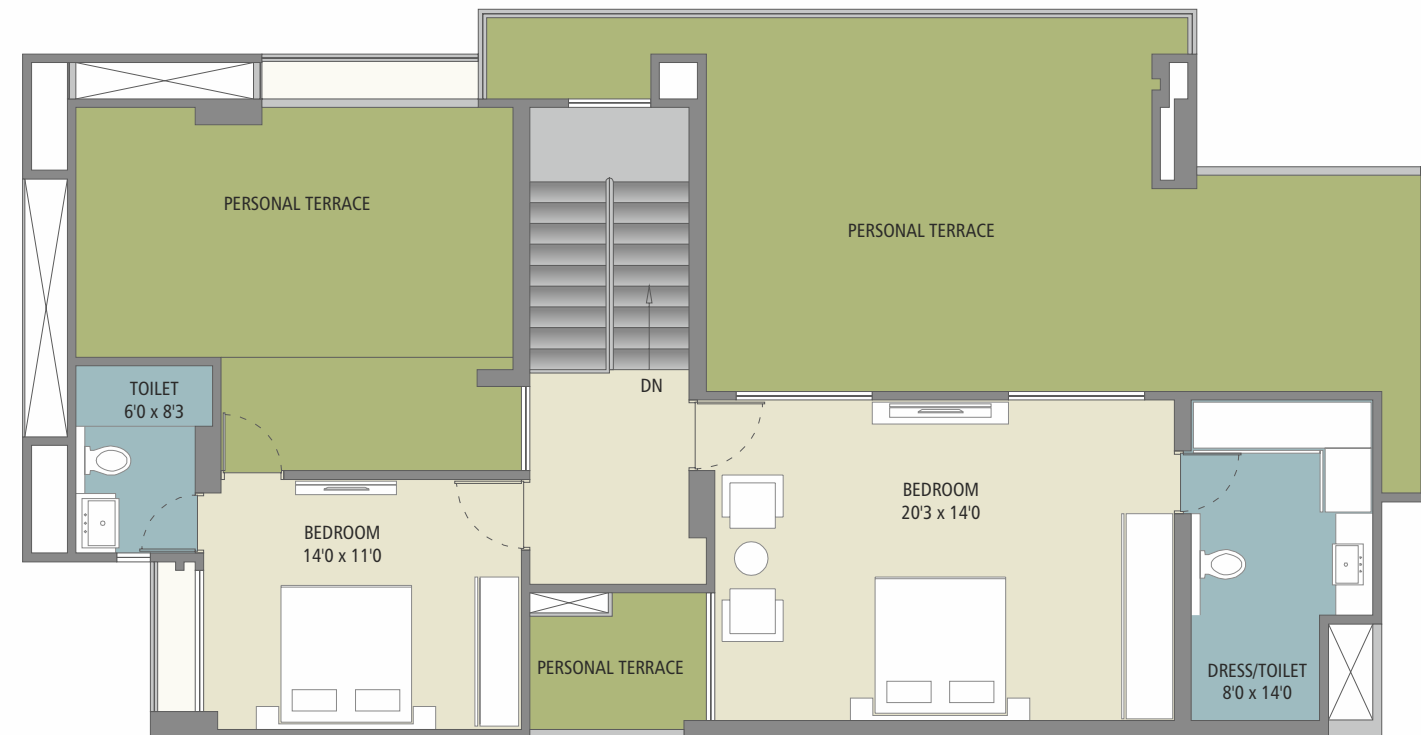 PERSONAL TERRACE
PERSONAL TERRACE
TOILET
6'0 x 8'3
DN
BEDROOM
14'0 x 11'0
BEDROOM
20'3 x 14'0
PERSONAL TERRACE
DRESS/TOILET
8'0 x 14'0